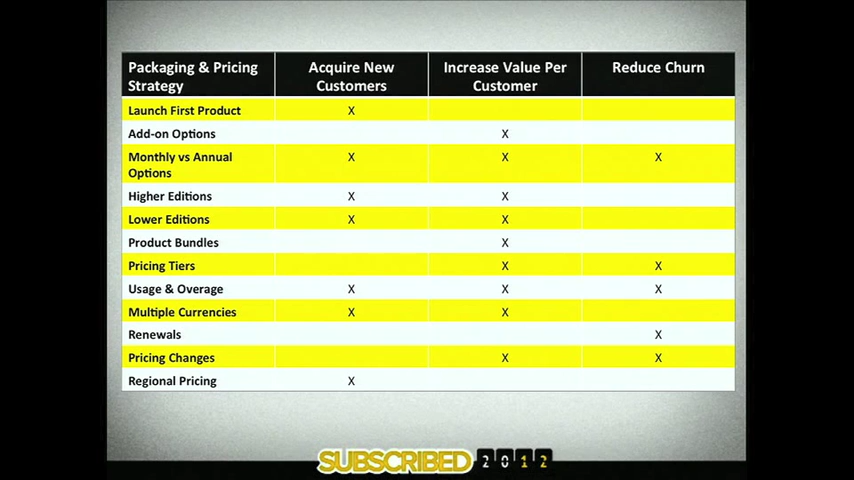 Packaging & Pricing Strategy Acquire New Customers Increase Value Per Customer Reduce Churn
Launch First Product X
Add-on Options X
Monthly vs Annual Options X X X
Higher Editions X X
Lower Editions X X
Product Bundles X
Pricing Tiers X X
Usage & Overage X X X
Multiple Currencies X X
Renewals X
Pricing Changes X X
Regional Pricing X
SUBSCRIBED 2012